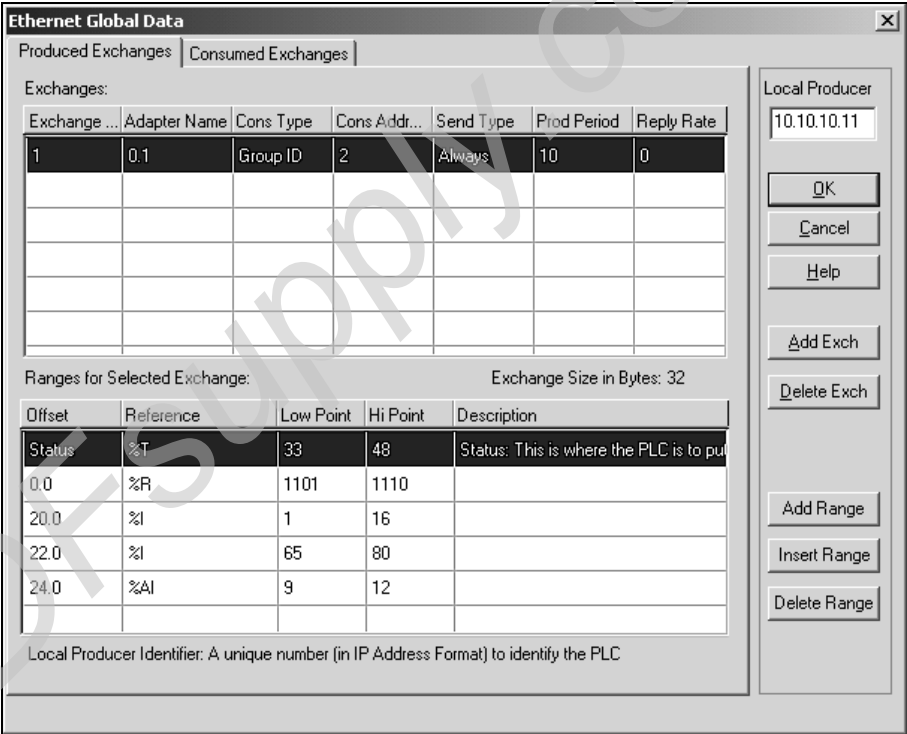 Ethernet Global Data
Produced Exchanges Consumed Exchanges
Exchanges:
Exchange ... Adapter Name Cons Type Cons Addr... Send Type Prod Period Reply Rate
1 0.1 Group ID 2 Always 10 0
Ranges for Selected Exchange: Exchange Size in Bytes: 32
Offset Reference Low Point Hi Point Description
Status %T 33 48 Status: This is where the PLC is to put
0.0 %R 1101 1110
20.0 %I 1 16
22.0 %I 65 80
24.0 %AI 9 12
Local Producer Identifier: A unique number (in IP Address Format) to identify the PLC
Local Producer
10.10.10.11
OK
Cancel
Help
Add Exch
Delete Exch
Add Range
Insert Range
Delete Range